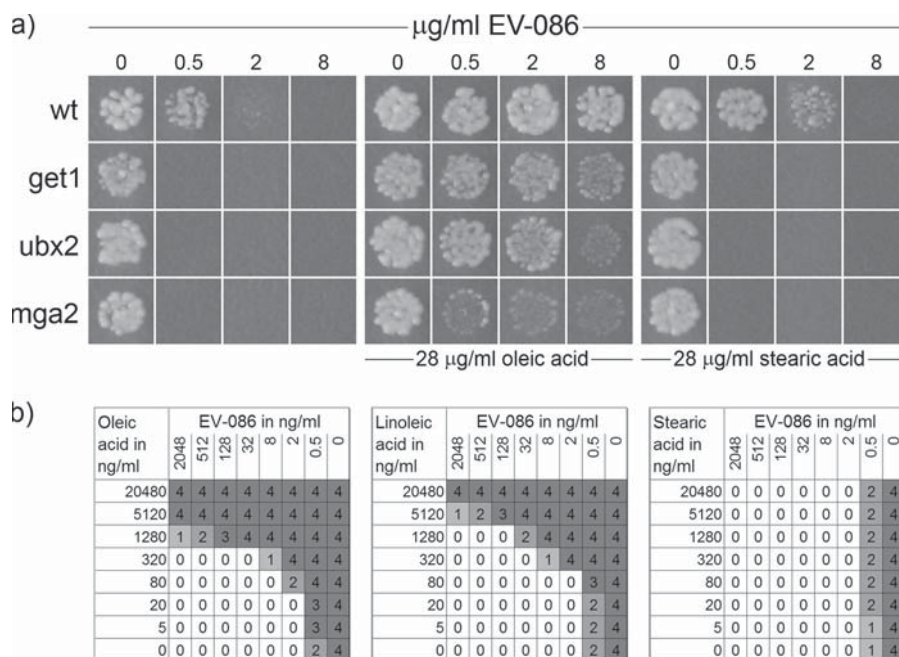 a)
μg/ml EV-086
0 0.5 2 8 0 0.5 2 8 0 0.5 2 8
wt
get1
ubx2
mga2
28 μg/ml oleic acid
28 μg/ml stearic acid
b)
Oleic acid in ng/ml
EV-086 in ng/ml
2048 512 128 32 8 2 0.5 0
20480 4 4 4 4 4 4 4 4
5120 4 4 4 4 4 4 4 4
1280 1 2 3 4 4 4 4 4
320 0 0 0 0 1 4 4 4
80 0 0 0 0 0 2 4 4
20 0 0 0 0 0 0 3 4
5 0 0 0 0 0 0 3 4
0 0 0 0 0 0 0 2 4
Linoleic acid in ng/ml
EV-086 in ng/ml
2048 512 128 32 8 2 0.5 0
20480 4 4 4 4 4 4 4 4
5120 1 2 3 4 4 4 4 4
1280 0 0 0 2 4 4 4 4
320 0 0 0 0 1 4 4 4
80 0 0 0 0 0 0 3 4
20 0 0 0 0 0 0 2 4
5 0 0 0 0 0 0 2 4
0 0 0 0 0 0 0 2 4
Stearic acid in ng/ml
EV-086 in ng/ml
2048 512 128 32 8 2 0.5 0
20480 0 0 0 0 0 0 2 4
5120 0 0 0 0 0 0 2 4
1280 0 0 0 0 0 0 2 4
320 0 0 0 0 0 0 2 4
80 0 0 0 0 0 0 2 4
20 0 0 0 0 0 0 2 4
5 0 0 0 0 0 0 1 4
0 0 0 0 0 0 0 1 4